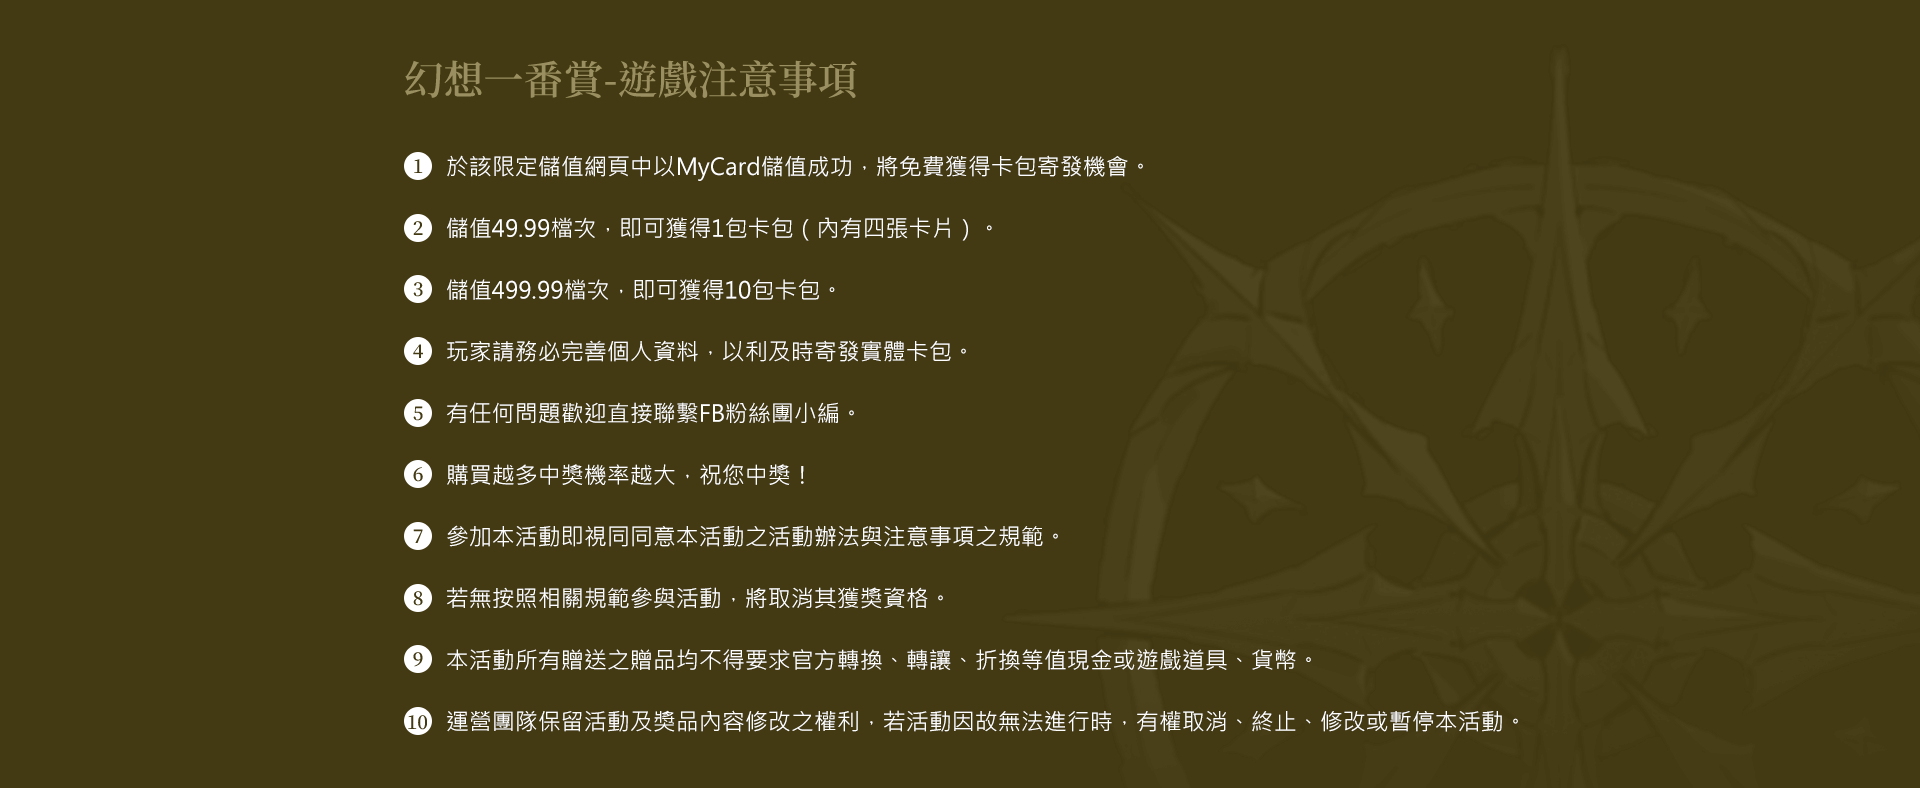 幻想一番賞-遊戲注意事項
1 於該限定儲值網頁中以MyCard儲值成功，將免費獲得卡包寄發機會。
2 儲值49.99檔次，即可獲得1包卡包（內有四張卡片）。
3 儲值499.99檔次，即可獲得10包卡包。
4 玩家請務必完善個人資料，以利及時寄發實體卡包。
5 有任何問題歡迎直接聯繫FB粉絲團小編。
6 購買越多中獎機率越大，祝您中獎！
7 參加本活動即視同同意本活動之活動辦法與注意事項之規範。
8 若無按照相關規範參與活動，將取消其獲獎資格。
9 本活動所有贈送之贈品均不得要求官方轉換、轉讓、折換等值現金或遊戲道具、貨幣。
10 運營團隊保留活動及獎品內容修改之權利，若活動因故無法進行時，有權取消、終止、修改或暫停本活動。